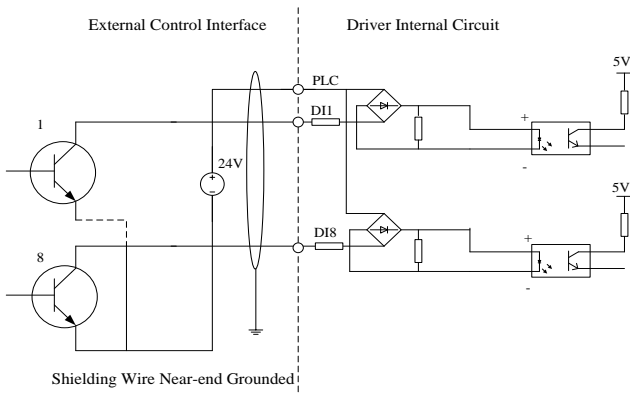 External Control Interface
Driver Internal Circuit
PLC
5V
DI1
1
+
24V
+
-
-
5V
8
DI8
+
-
Shielding Wire Near-end Grounded